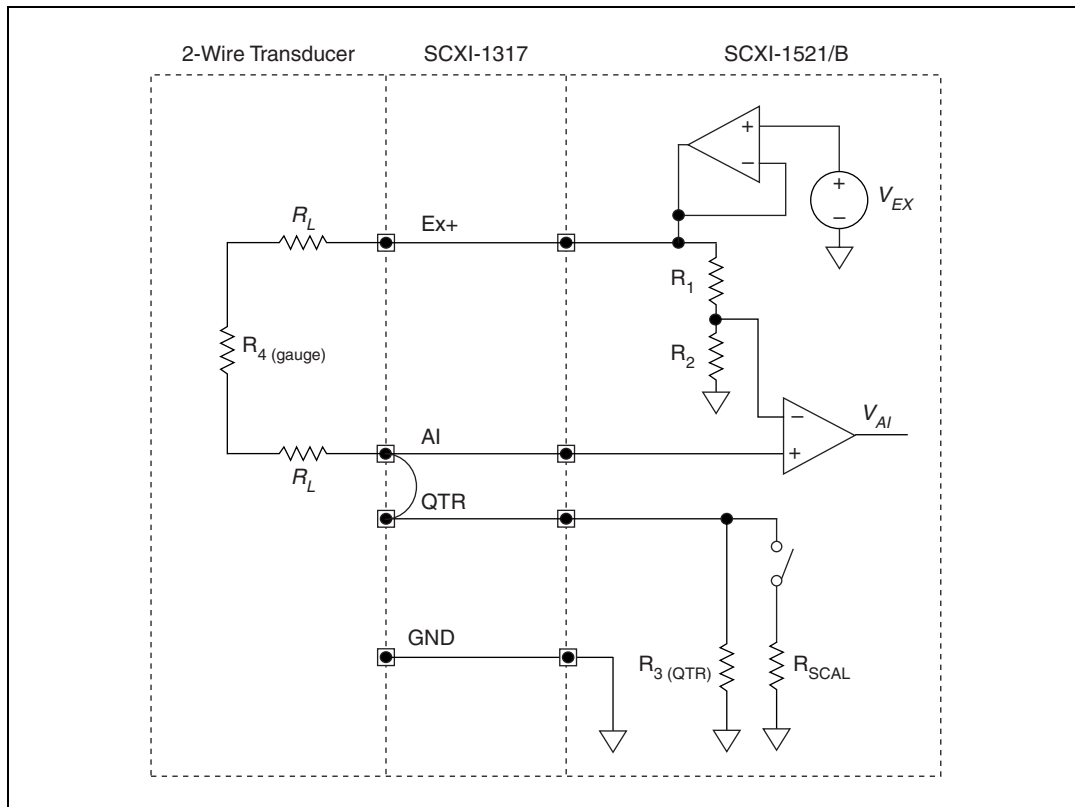 2-Wire Transducer SCXI-1317 SCXI-1521/B
+
−
+
−
V_EX
R_L
Ex+
R_1
R_4 (gauge)
R_2
−
+
V_AI
AI
R_L
QTR
GND
R_3 (QTR)
R_SCAL